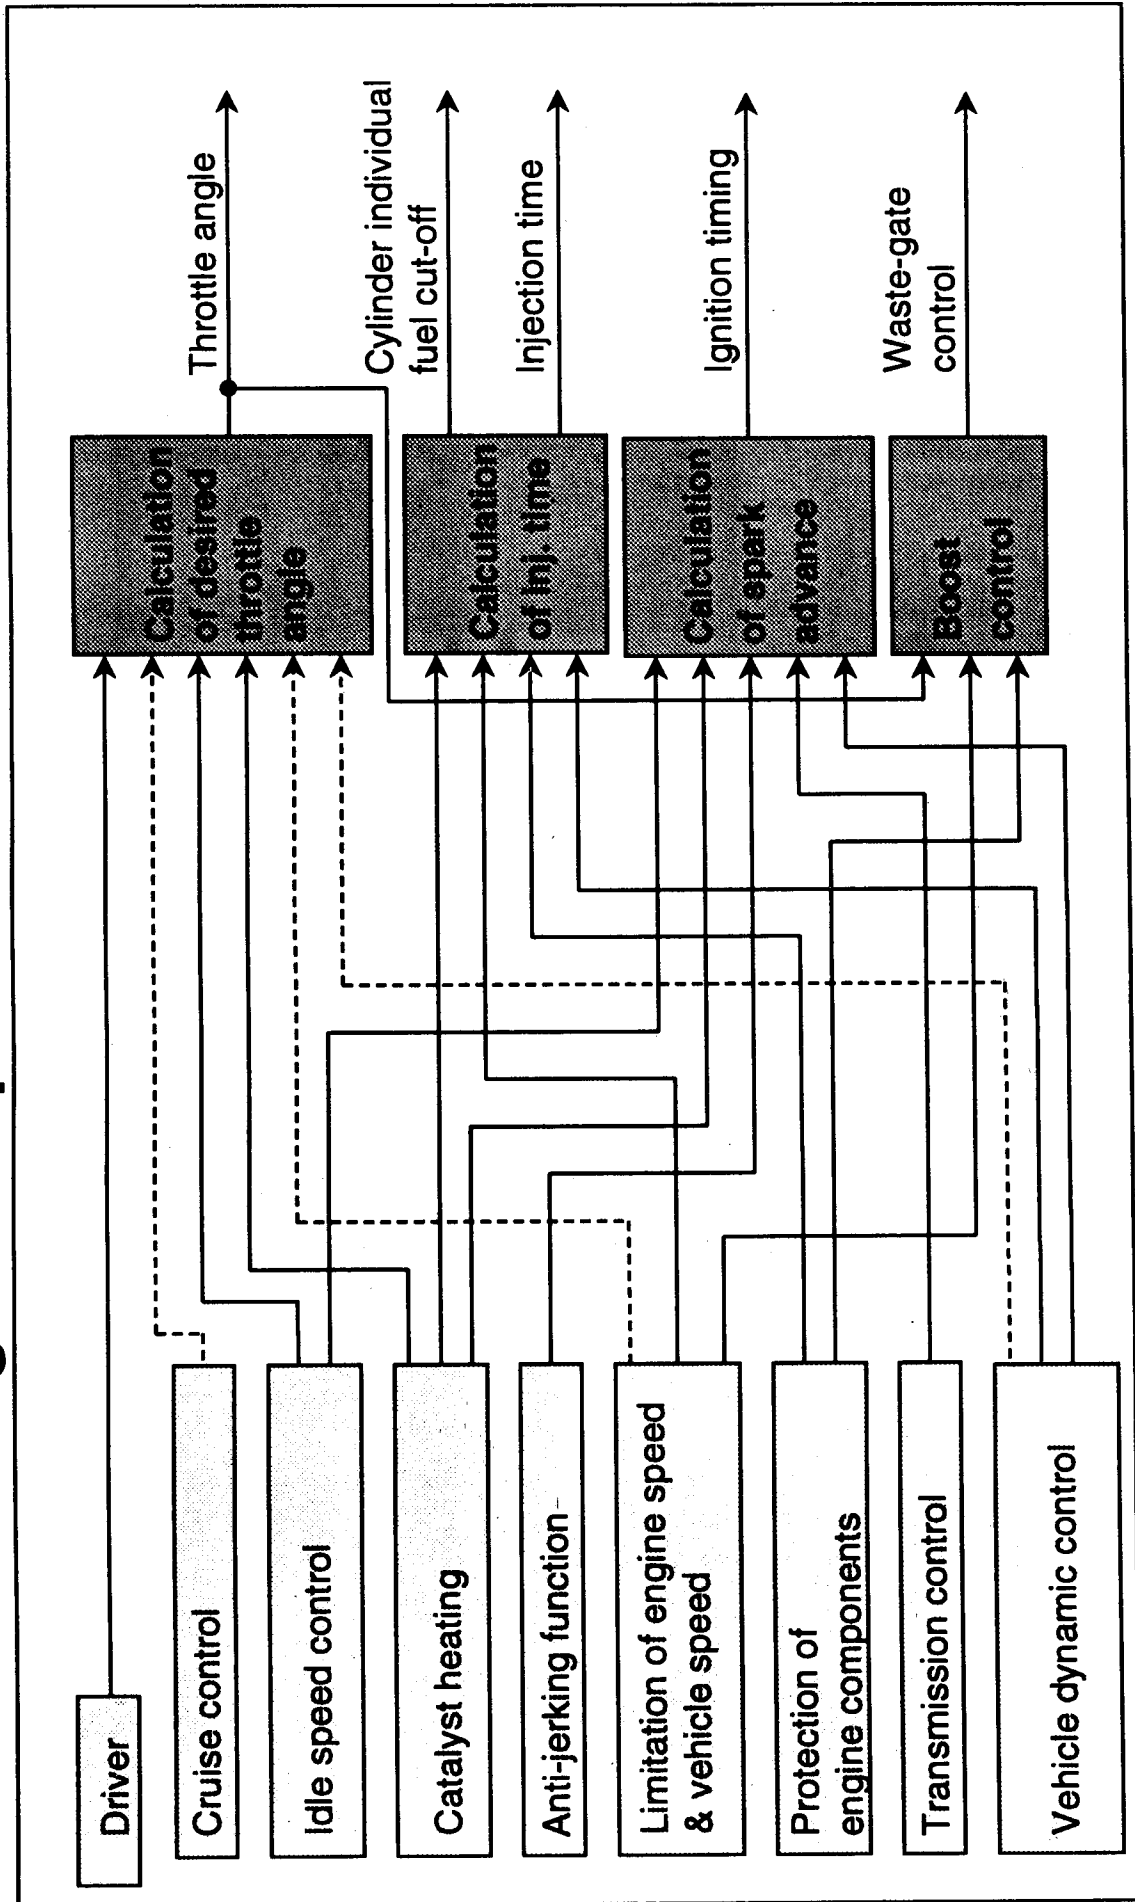 Driver
Cruise control
Idle speed control
Catalyst heating
Anti-jerking function
Limitation of engine speed
& vehicle speed
Protection of
engine components
Transmission control
Vehicle dynamic control
Calculation
of desired
throttle
angle
Calculation
of inj. time
Calculation
of spark
advance
Boost
control
Throttle angle
Cylinder individual
fuel cut-off
Injection time
Ignition timing
Waste-gate
control